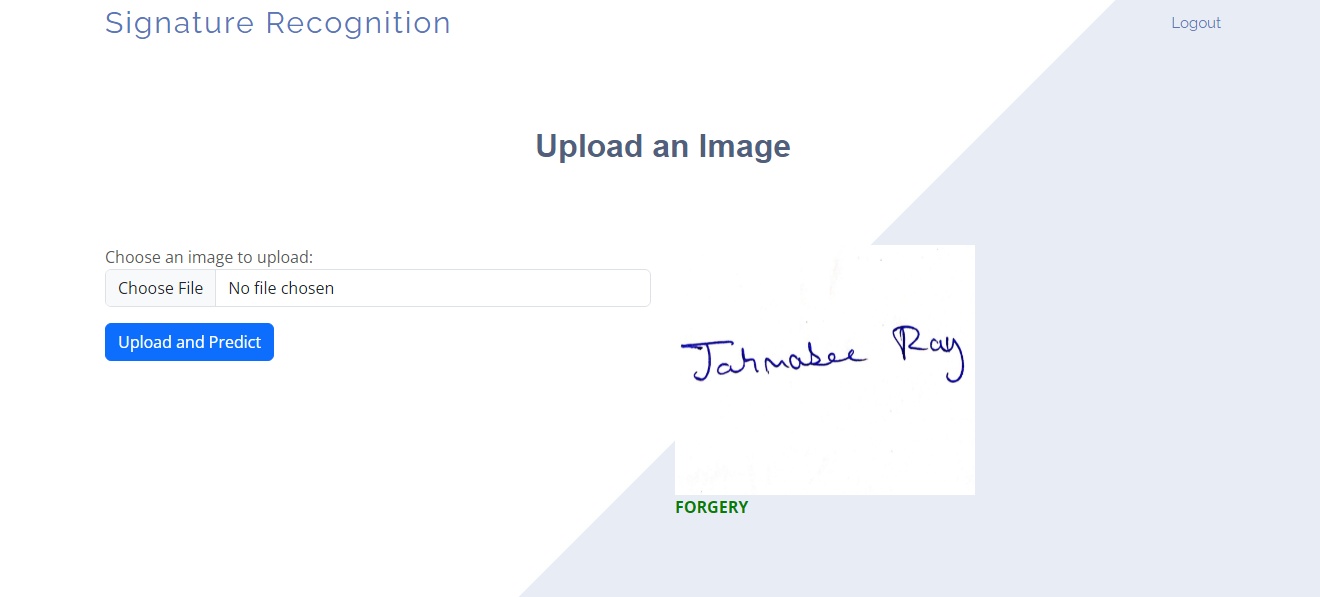 Signature Recognition
Logout
Upload an Image
Choose an image to upload:
Choose File No file chosen
Upload and Predict
Jahnabee Ray
FORGERY